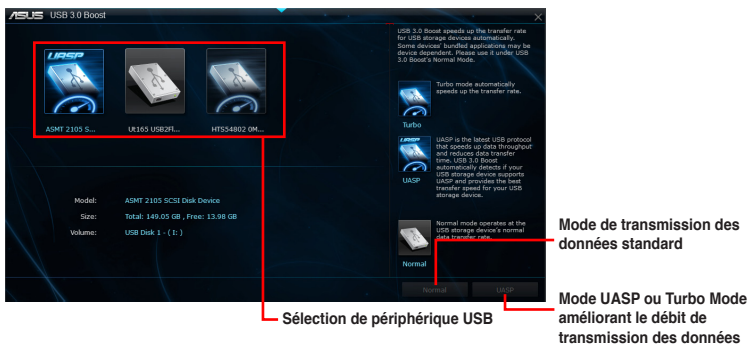 ASUS USB 3.0 Boost
USB 3.0 Boost speeds up the transfer rate
for USB storage devices automatically.
Some devices' bundled applications may be
device dependent. Please use it under USB
3.0 Boost's Normal Mode.
UASP
ASMT 2105 S...
Ut165 USB2Fl...
HTS54802 0M...
Turbo mode automatically
speeds up the transfer rate.
Turbo
UASP
UASP is the latest USB protocol
that speeds up data throughput
and reduces data transfer
time. USB 3.0 Boost
automatically detects if your
USB storage device supports
UASP and provides the best
transfer speed for your USB
storage device.
UASP
Normal mode operates at the
USB storage device's normal
data transfer rate.
Normal
Model: ASMT 2105 SCSI Disk Device
Size: Total: 149.05 GB , Free: 13.98 GB
Volume: USB Disk 1 - ( I: )
Normal
UASP
Mode de transmission des
données standard
Sélection de périphérique USB
Mode UASP ou Turbo Mode
améliorant le débit de
transmission des données